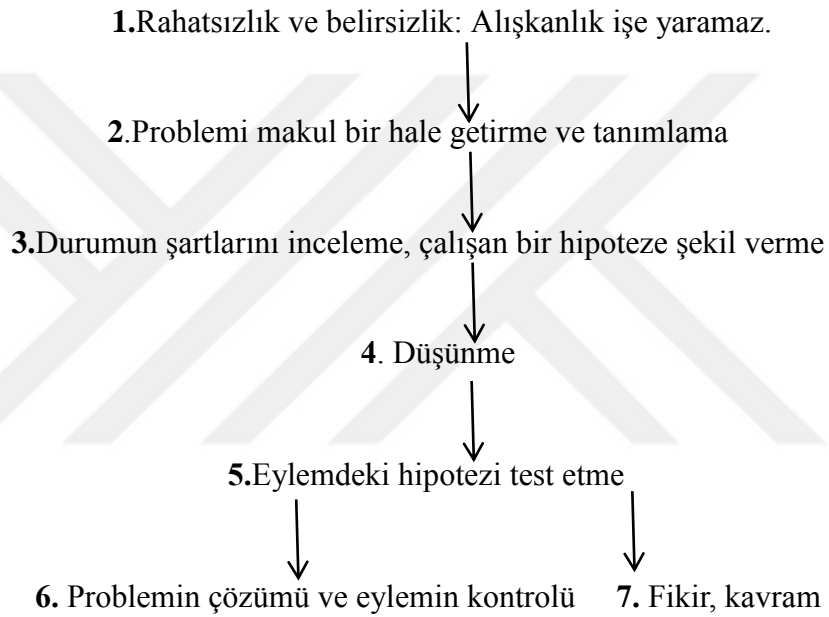 1.Rahatsızlık ve belirsizlik: Alışkanlık işe yaramaz.
2.Problemi makul bir hale getirme ve tanımlama
3.Durumun şartlarını inceleme, çalışan bir hipoteze şekil verme
4. Düşünme
5.Eylemdeki hipotezi test etme
6. Problemin çözümü ve eylemin kontrolü 7. Fikir, kavram